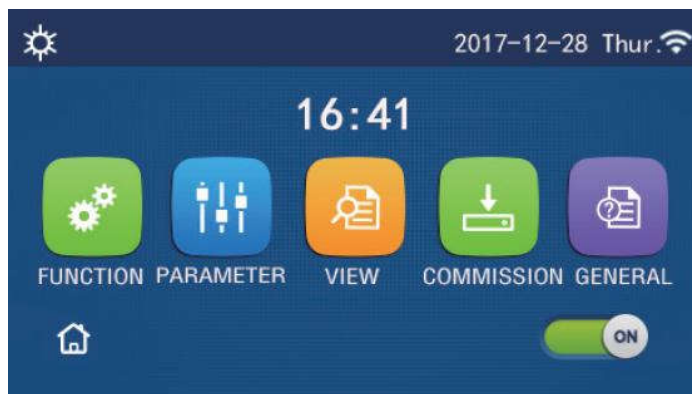 2017-12-28 Thur.
16:41
FUNCTION PARAMETER VIEW COMMISSION GENERAL
ON